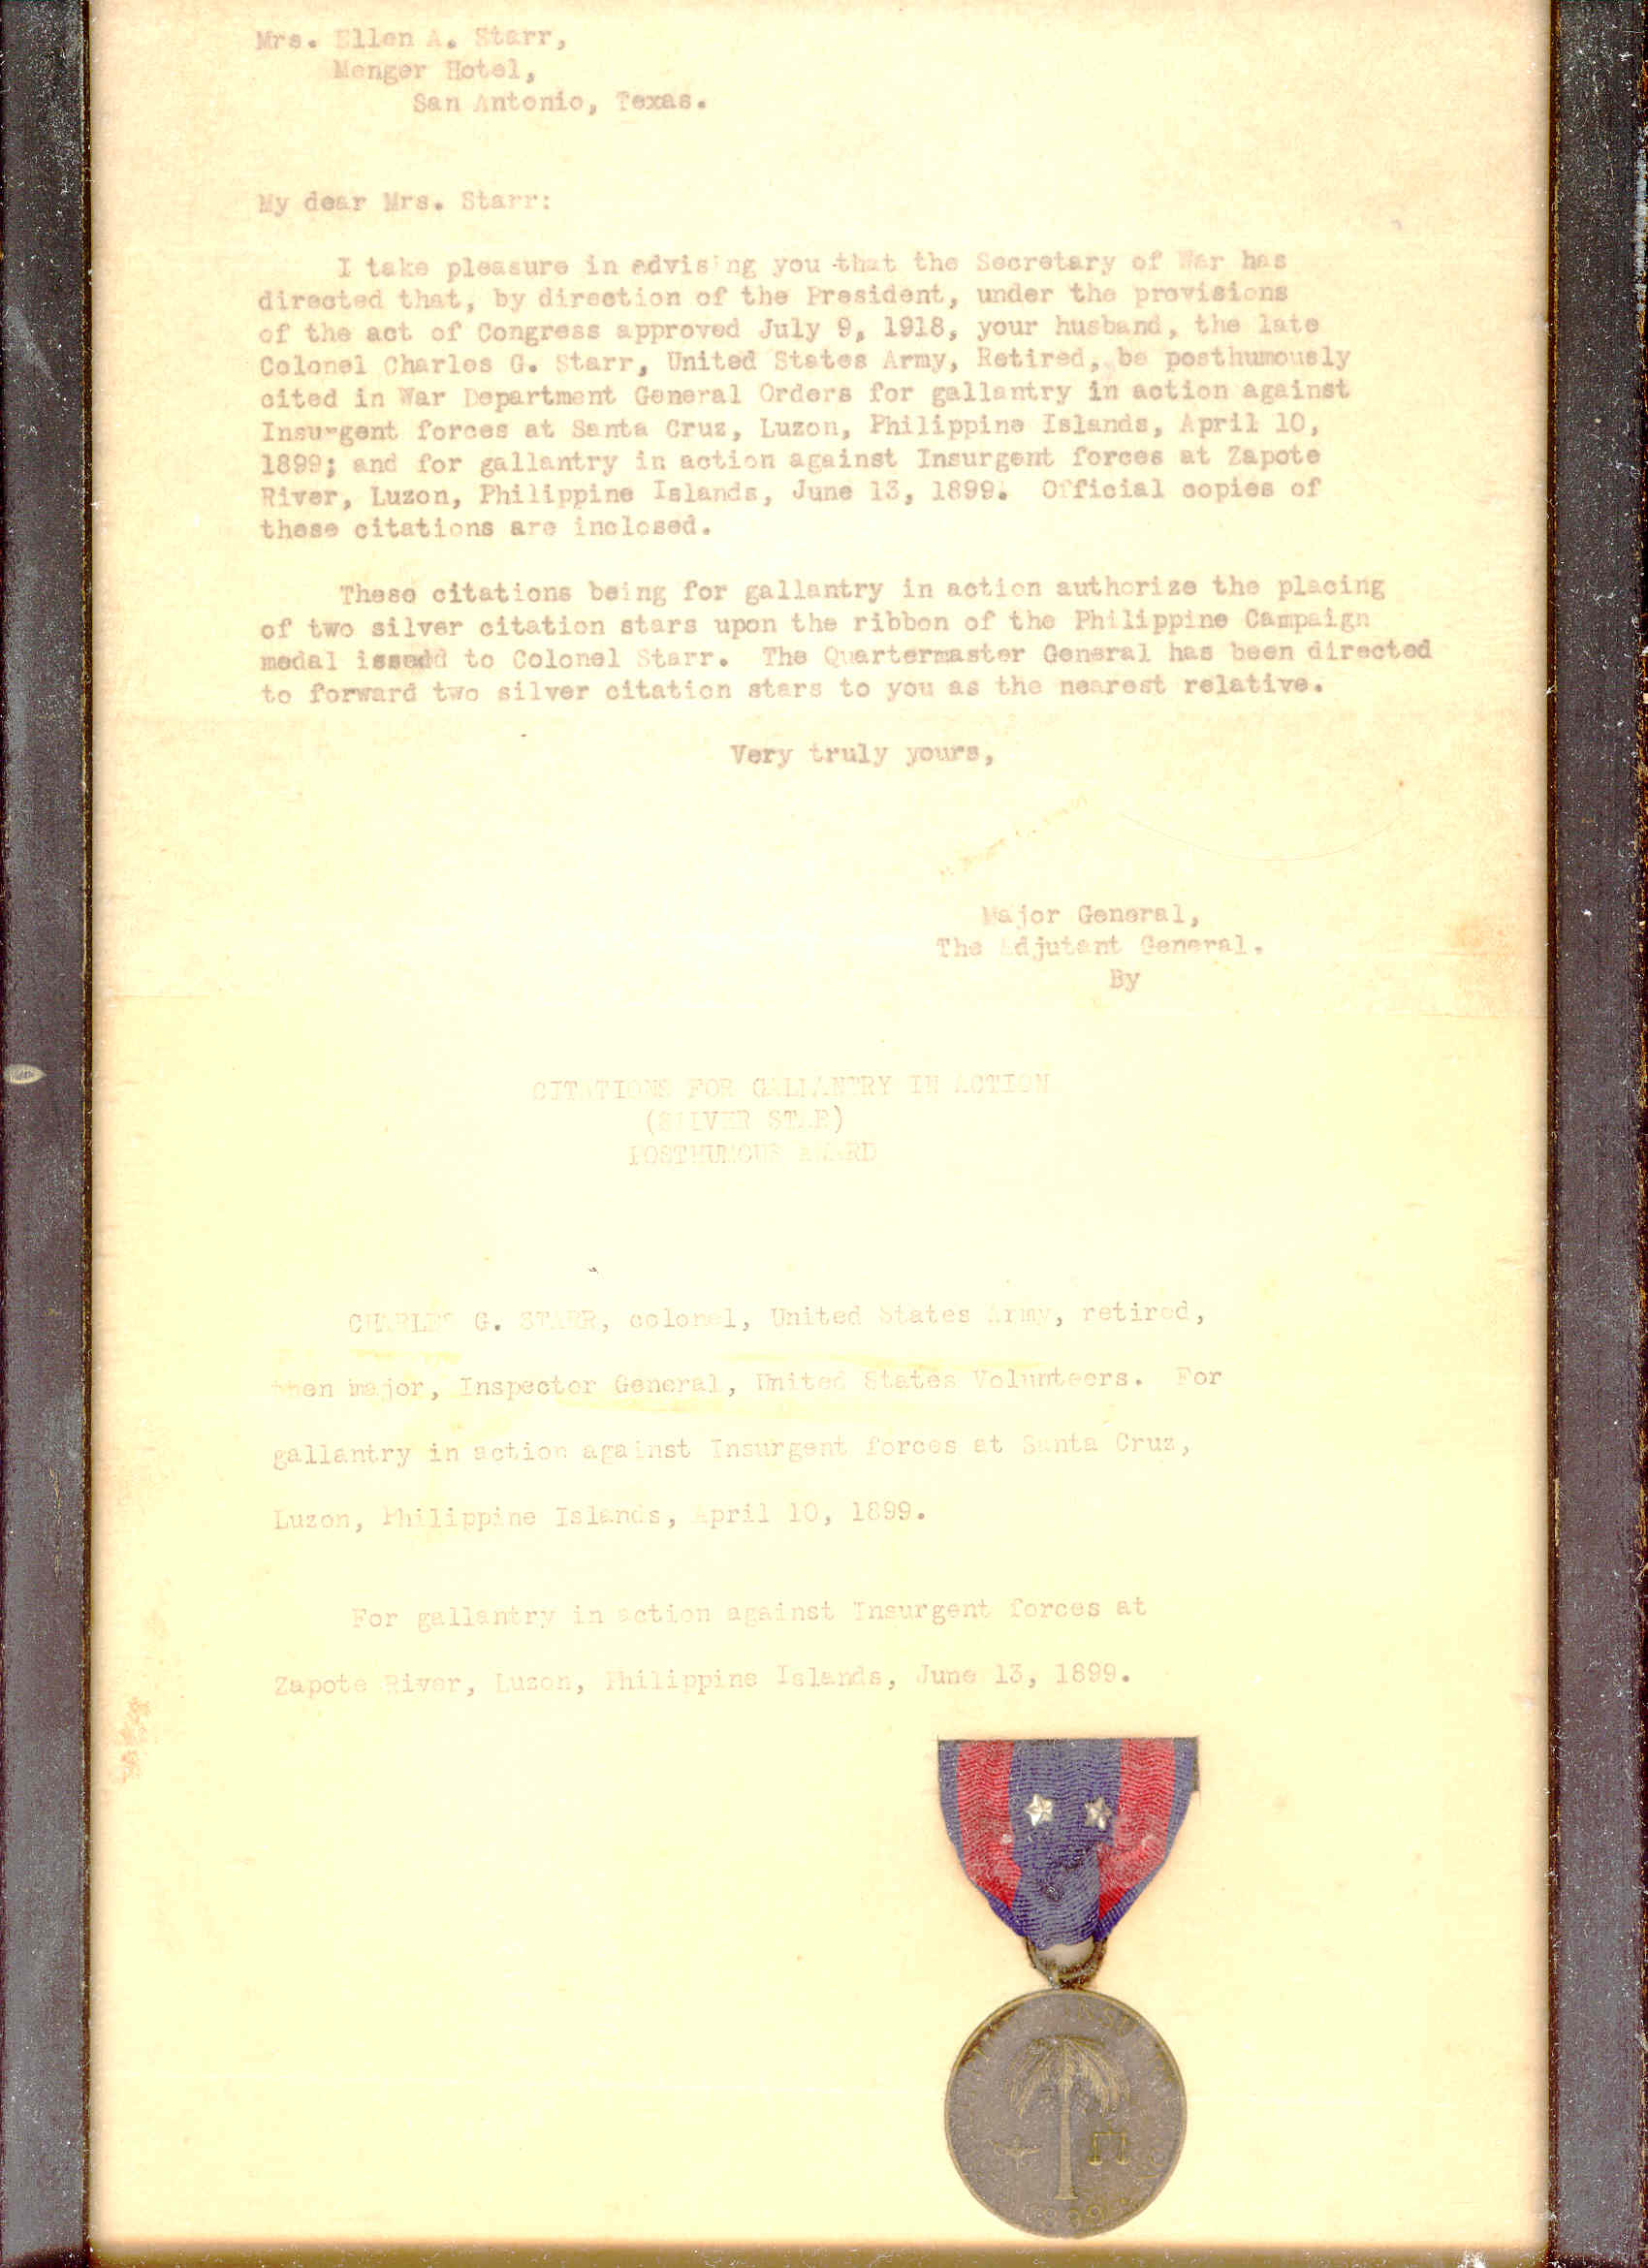 Mrs. Ellen A. Starr,
Menger Hotel,
San Antonio, Texas.
My dear Mrs. Starr:
I take pleasure in advising you that the Secretary of War has
directed that, by direction of the President, under the provisions
of the act of Congress approved July 9, 1918, your husband, the late
Colonel Charles G. Starr, United States Army, Retired, be posthumously
cited in War Department General Orders for gallantry in action against
Insurgent forces at Santa Cruz, Luzon, Philippine Islands, April 10,
1899; and for gallantry in action against Insurgent forces at Zapote
River, Luzon, Philippine Islands, June 13, 1899. Official copies of
these citations are inclosed.
These citations being for gallantry in action authorize the placing
of two silver citation stars upon the ribbon of the Philippine Campaign
medal issedd to Colonel Starr. The Quartermaster General has been directed
to forward two silver citation stars to you as the nearest relative.
Very truly yours,
Major General,
The Adjutant General.
By
CITATIONS FOR GALLANTRY IN ACTION
(SILVER STAR)
POSTHUMOUS AWARD
CHARLES G. STARR, colonel, United States Army, retired,
then major, Inspector General, United States Volunteers. For
gallantry in action against Insurgent forces at Santa Cruz,
Luzon, Philippine Islands, April 10, 1899.
For gallantry in action against Insurgent forces at
Zapote River, Luzon, Philippine Islands, June 13, 1899.
1899